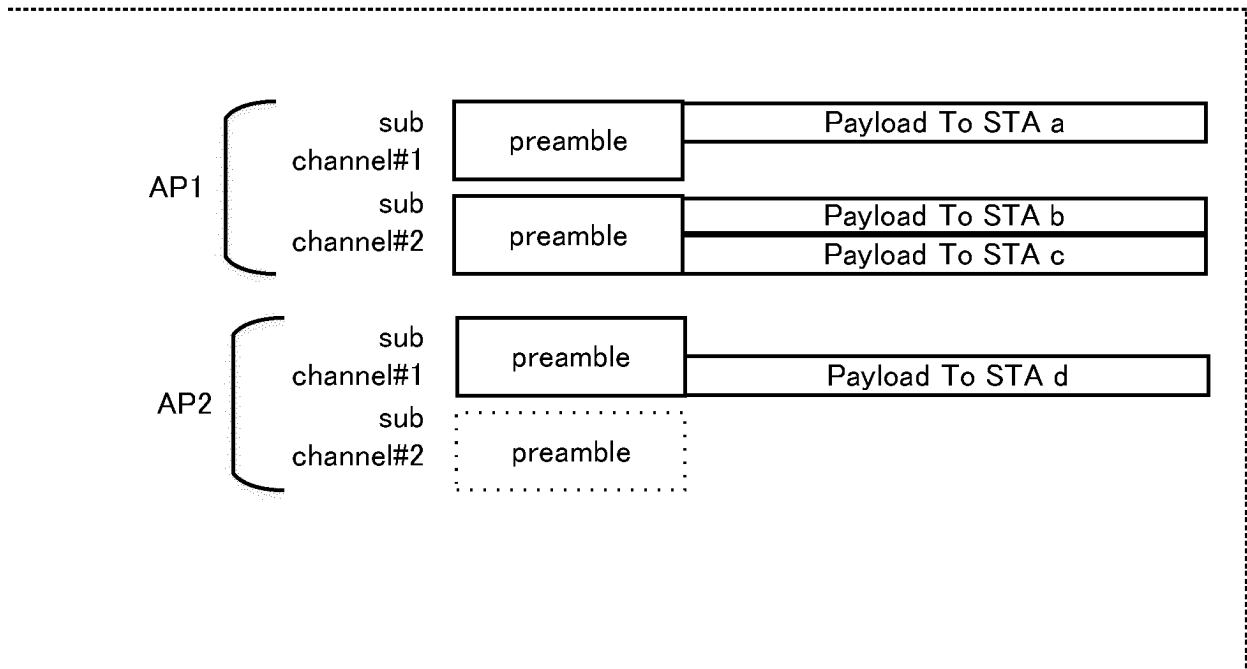 AP1
sub
channel#1
preamble
Payload To STA a
sub
channel#2
preamble
Payload To STA b
Payload To STA c
AP2
sub
channel#1
preamble
Payload To STA d
sub
channel#2
preamble